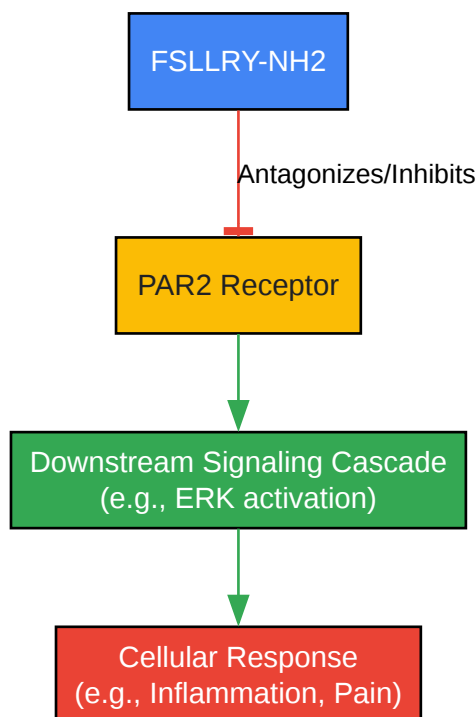 FSLLRY-NH2
Antagonizes/Inhibits
PAR2 Receptor
Downstream Signaling Cascade
(e.g., ERK activation)
Cellular Response
(e.g., Inflammation, Pain)